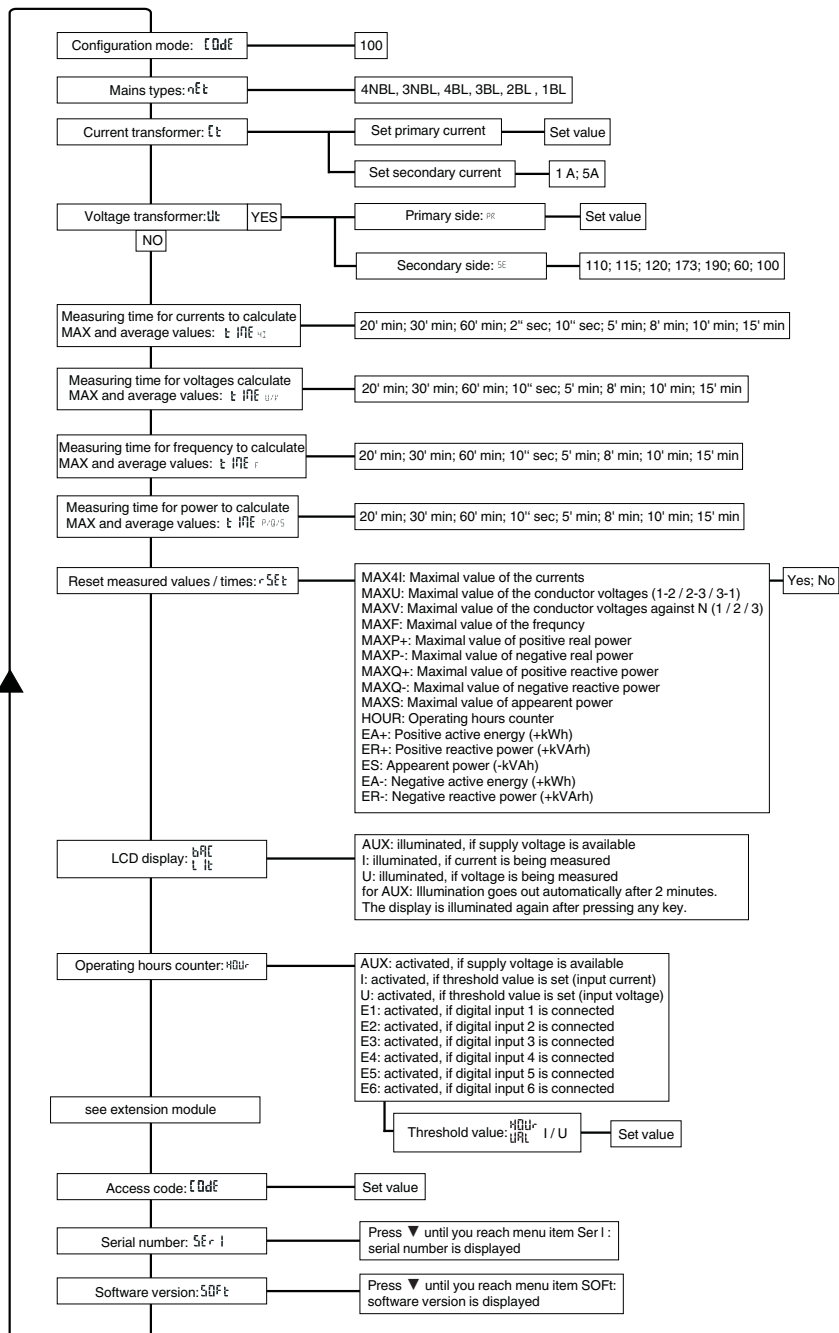 Configuration mode: COdE
100
Mains types: nEt
4NBL, 3NBL, 4BL, 3BL, 2BL , 1BL
Current transformer: Ct
Set primary current
Set value
Set secondary current
1 A; 5A
Voltage transformer:Ut
YES
NO
Primary side: PR
Set value
Secondary side: SE
110; 115; 120; 173; 190; 60; 100
Measuring time for currents to calculate
MAX and average values: tIME 4I
20' min; 30' min; 60' min; 2" sec; 10" sec; 5' min; 8' min; 10' min; 15' min
Measuring time for voltages calculate
MAX and average values: tIME U/V
20' min; 30' min; 60' min; 10" sec; 5' min; 8' min; 10' min; 15' min
Measuring time for frequency to calculate
MAX and average values: tIME F
20' min; 30' min; 60' min; 10" sec; 5' min; 8' min; 10' min; 15' min
Measuring time for power to calculate
MAX and average values: tIME P/Q/S
20' min; 30' min; 60' min; 10" sec; 5' min; 8' min; 10' min; 15' min
Reset measured values / times: rSEt
MAX4I: Maximal value of the currents
MAXU: Maximal value of the conductor voltages (1-2 / 2-3 / 3-1)
MAXV: Maximal value of the conductor voltages against N (1 / 2 / 3)
MAXF: Maximal value of the frequncy
MAXP+: Maximal value of positive real power
MAXP-: Maximal value of negative real power
MAXQ+: Maximal value of positive reactive power
MAXQ-: Maximal value of negative reactive power
MAXS: Maximal value of appearent power
HOUR: Operating hours counter
EA+: Positive active energy (+kWh)
ER+: Positive reactive power (+kVArh)
ES: Appearent power (-kVAh)
EA-: Negative active energy (+kWh)
ER-: Negative reactive power (+kVArh)
Yes; No
LCD display: bAC
LIt
AUX: illuminated, if supply voltage is available
I: illuminated, if current is being measured
U: illuminated, if voltage is being measured
for AUX: Illumination goes out automatically after 2 minutes.
The display is illuminated again after pressing any key.
Operating hours counter: HOUr
AUX: activated, if supply voltage is available
I: activated, if threshold value is set (input current)
U: activated, if threshold value is set (input voltage)
E1: activated, if digital input 1 is connected
E2: activated, if digital input 2 is connected
E3: activated, if digital input 3 is connected
E4: activated, if digital input 4 is connected
E5: activated, if digital input 5 is connected
E6: activated, if digital input 6 is connected
see extension module
Threshold value: HOUr
VAL I / U
Set value
Access code: COdE
Set value
Serial number: SErI
Press ▼ until you reach menu item Ser I :
serial number is displayed
Software version: SOFt
Press ▼ until you reach menu item SOFt:
software version is displayed